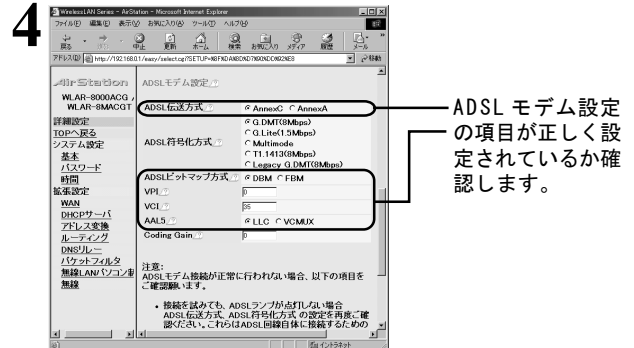 4
WirelessLAN Series - AirStation - Microsoft Internet Explorer
ファイル(F) 編集(E) 表示(V) お気に入り(A) ツール(T) ヘルプ(H)
戻る 中止 更新 ホーム 検索 お気に入り メディア 履歴 メール
アドレス(D) http://192.168.0.1/easy/select.cgi? 移動
AirStation
WLAR-8000ACG ,
WLAR-8MACGT
詳細設定
TOPへ戻る
システム設定
基本
パスワード
時間
拡張設定
WAN
DHCPサーバ
アドレス変換
ルーティング
DNSリレー
パケットフィルタ
無線LANパソコン
無線
ADSLモデム設定
ADSL伝送方式 AnnexC AnnexA
ADSL符号化方式
G.DMT(8Mbps)
G.Lite(1.5Mbps)
Multimode
T1.1413(8Mbps)
Legacy G.DMT(8Mbps)
ADSLビットマップ方式 DBM FBM
VPI 0
VCI 35
AAL5 LLC VCMUX
Coding Gain 0
注意:
ADSLモデム接続が正常に行われない場合、以下の項目を
ご確認願います。
• 接続を試みても、ADSLランプが点灯しない場合
ADSL伝送方式、ADSL符号化方式 の設定を再度ご確
認ください。これらはADSL回線自体に接続するための
イントラネット
ADSL モデム設定
の項目が正しく設
定されているか確
認します。